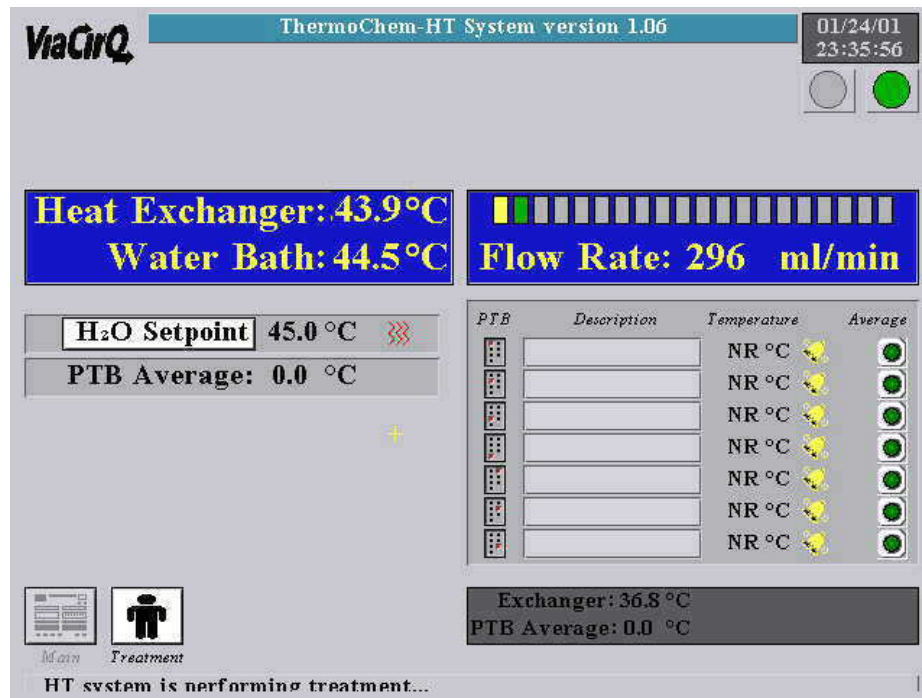 ViaCirQ
ThermoChem-HT System version 1.06
01/24/01
23:35:56
Heat Exchanger: 43.9°C
Water Bath: 44.5°C
Flow Rate: 296 ml/min
H₂O Setpoint 45.0 °C
PTB Average: 0.0 °C
PTB Description Temperature Average
NR °C
NR °C
NR °C
NR °C
NR °C
NR °C
NR °C
Exchanger: 36.8 °C
PTB Average: 0.0 °C
Main Treatment
HT system is performing treatment...